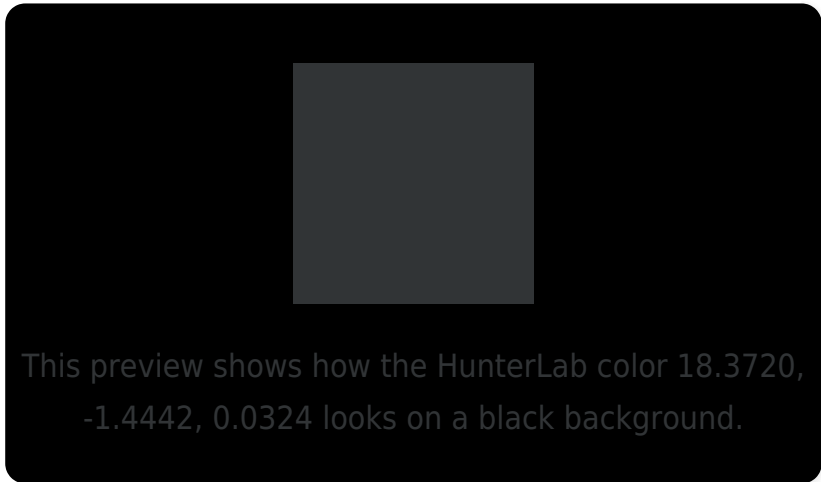 This preview shows how the HunterLab color 18.3720,
-1.4442, 0.0324 looks on a black background.